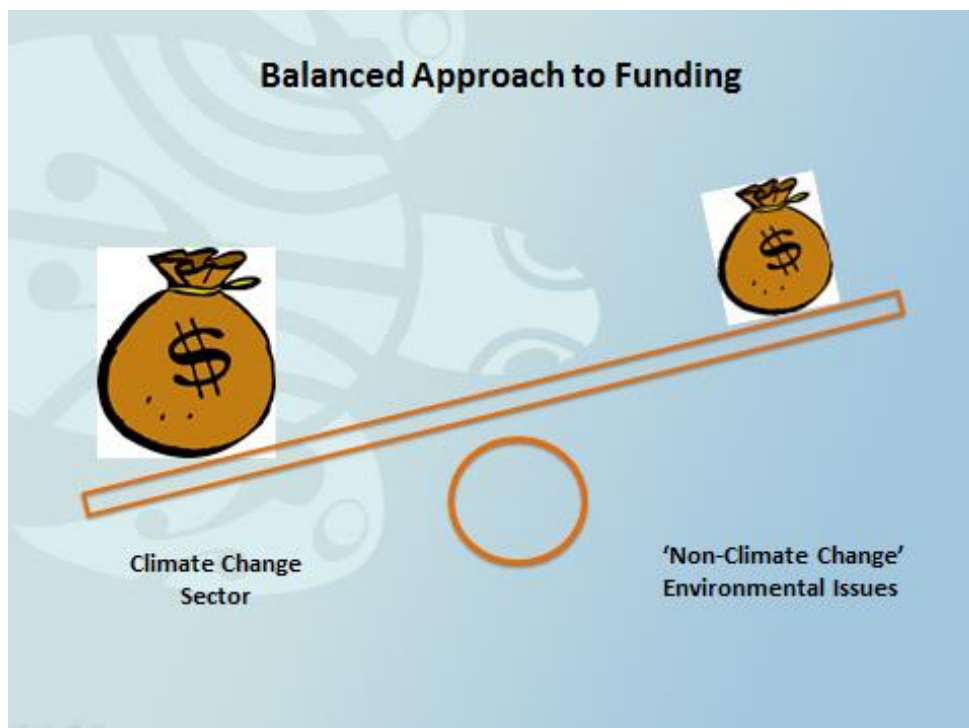 Balanced Approach to Funding
$
$
Climate Change
Sector
‘Non-Climate Change’
Environmental Issues